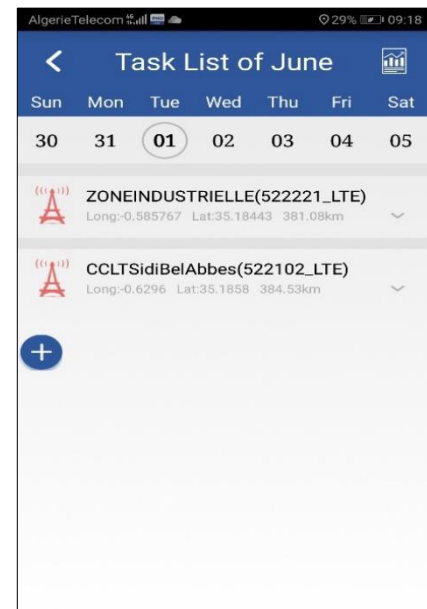 AlgerieTelecom 4G 29% 09:18
Task List of June
Sun Mon Tue Wed Thu Fri Sat
30 31 01 02 03 04 05
ZONEINDUSTRIELLE(522221_LTE)
Long:-0.585767 Lat:35.18443 381.08km
CCLTSidiBelAbbes(522102_LTE)
Long:-0.6296 Lat:35.1858 384.53km
+